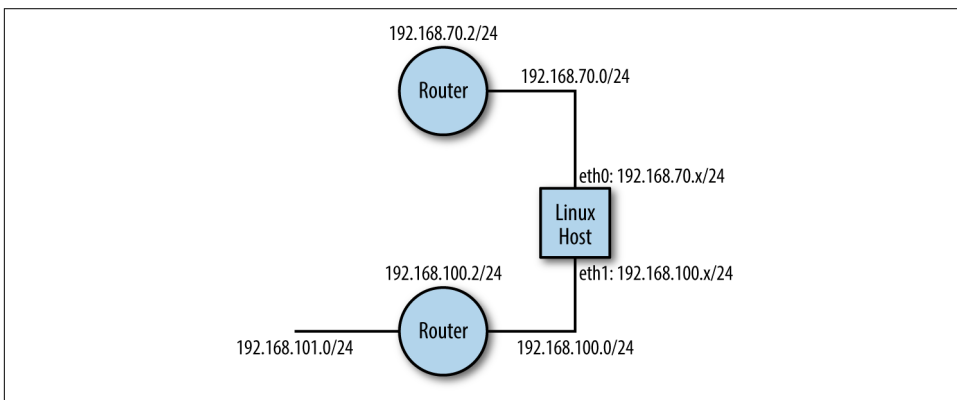 192.168.70.2/24
Router
192.168.70.0/24
eth0: 192.168.70.x/24
Linux
Host
eth1: 192.168.100.x/24
192.168.100.2/24
Router
192.168.101.0/24
192.168.100.0/24